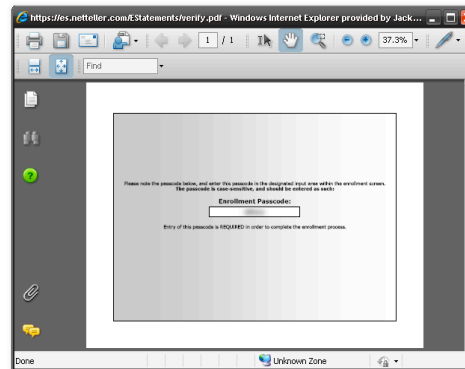 https://es.netteller.com/EStatements/verify.pdf - Windows Internet Explorer provided by Jack...
1 / 1
37.3%
Find
Please note the passcode below, and enter this passcode in the designated input area within the enrollment screen.
The passcode is case-sensitive, and should be entered as such:
Enrollment Passcode:
Entry of this passcode is REQUIRED in order to complete the enrollment process.
Done
Unknown Zone